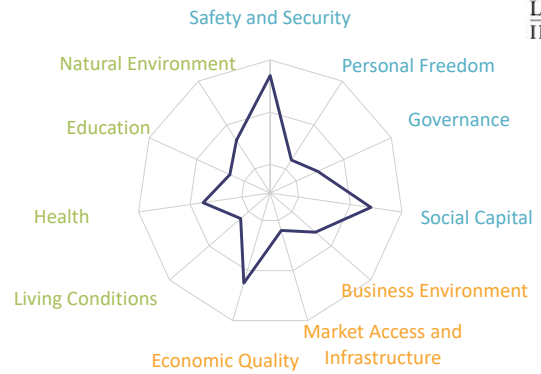 Safety and Security
Natural Environment
Personal Freedom
Education
Governance
Health
Social Capital
Living Conditions
Business Environment
Economic Quality
Market Access and
Infrastructure